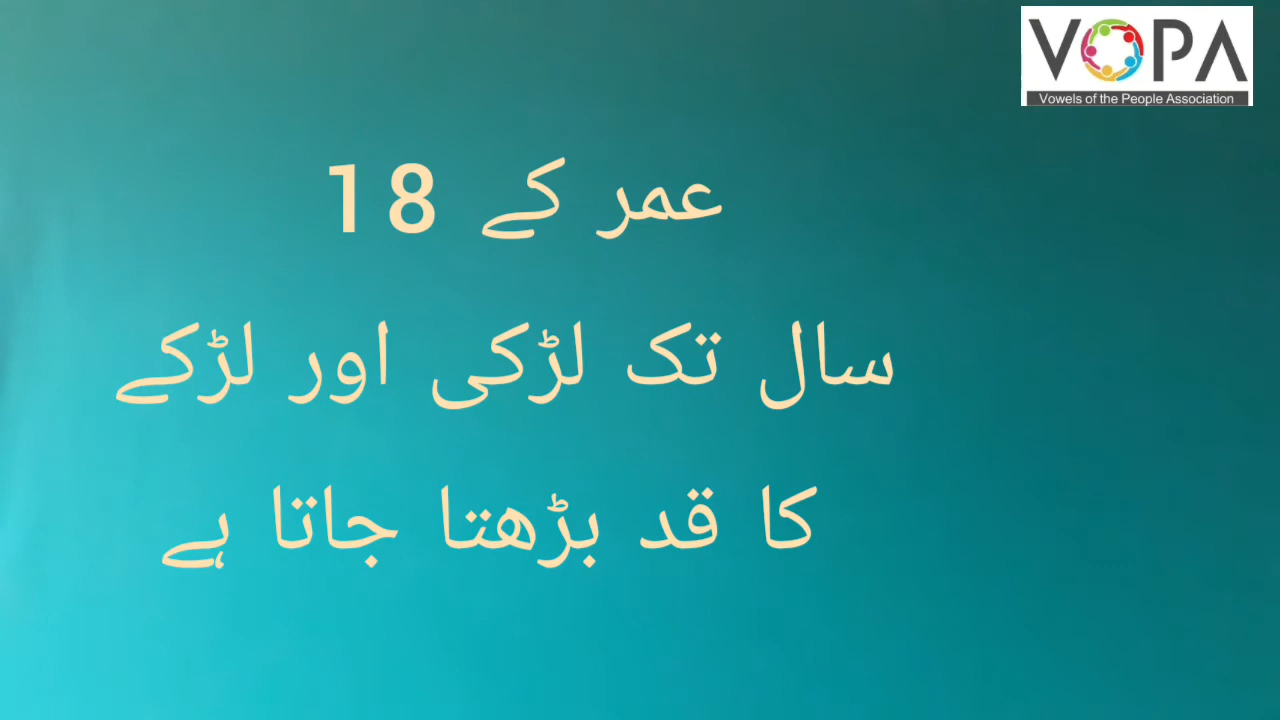 VOPA
Vowels of the People Association
عمر کے 18
سال تک لڑکی اور لڑکے
کا قد بڑھتا جاتا ہے